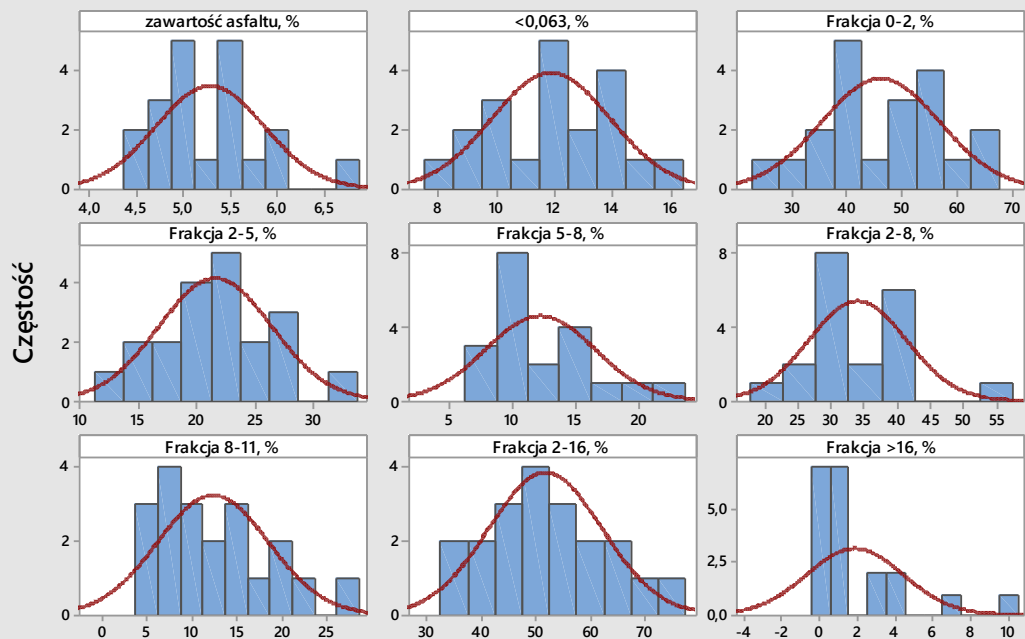 zawartość asfaltu, %
<0,063, %
Frakcja 0-2, %
4
2
0
4,0 4,5 5,0 5,5 6,0 6,5
4
2
0
8 10 12 14 16
4
2
0
30 40 50 60 70
Częstość
Frakcja 2-5, %
Frakcja 5-8, %
Frakcja 2-8, %
4
2
0
10 15 20 25 30
8
4
0
5 10 15 20
8
4
0
20 25 30 35 40 45 50 55
Frakcja 8-11, %
Frakcja 2-16, %
Frakcja >16, %
4
2
0
0 5 10 15 20 25
4
2
0
30 40 50 60 70
5,0
2,5
0,0
-4 -2 0 2 4 6 8 10